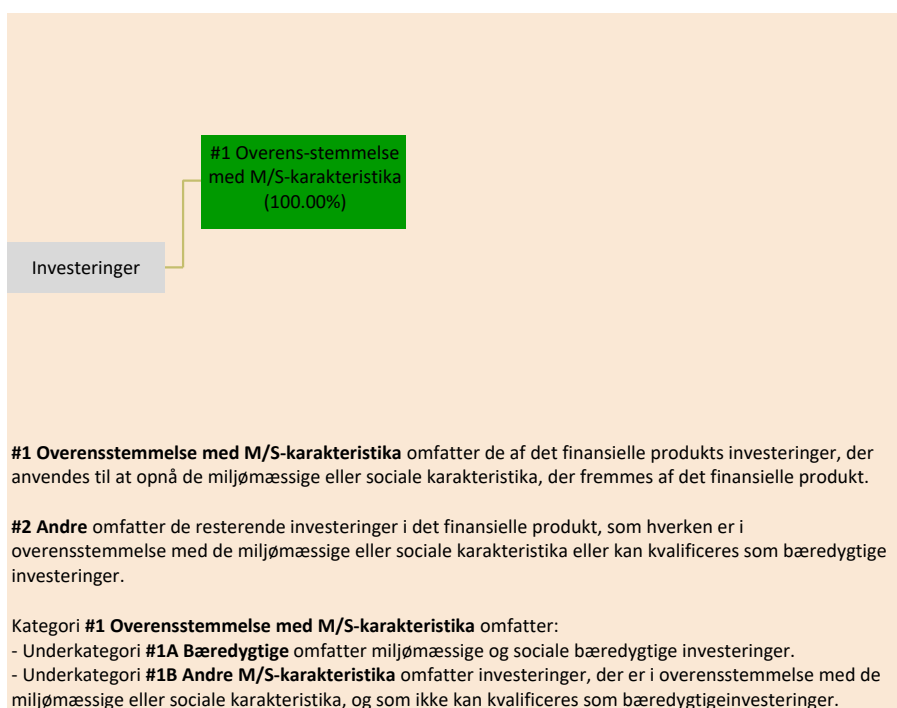 #1 Overens-stemmelse
med M/S-karakteristika
(100.00%)
Investeringer
#1 Overensstemmelse med M/S-karakteristika omfatter de af det finansielle produkts investeringer, der
anvendes til at opnå de miljømæssige eller sociale karakteristika, der fremmes af det finansielle produkt.
#2 Andre omfatter de resterende investeringer i det finansielle produkt, som hverken er i
overensstemmelse med de miljømæssige eller sociale karakteristika eller kan kvalificeres som bæredygtige
investeringer.
Kategori #1 Overensstemmelse med M/S-karakteristika omfatter:
- Underkategori #1A Bæredygtige omfatter miljømæssige og sociale bæredygtige investeringer.
- Underkategori #1B Andre M/S-karakteristika omfatter investeringer, der er i overensstemmelse med de
miljømæssige eller sociale karakteristika, og som ikke kan kvalificeres som bæredygtigeinvesteringer.